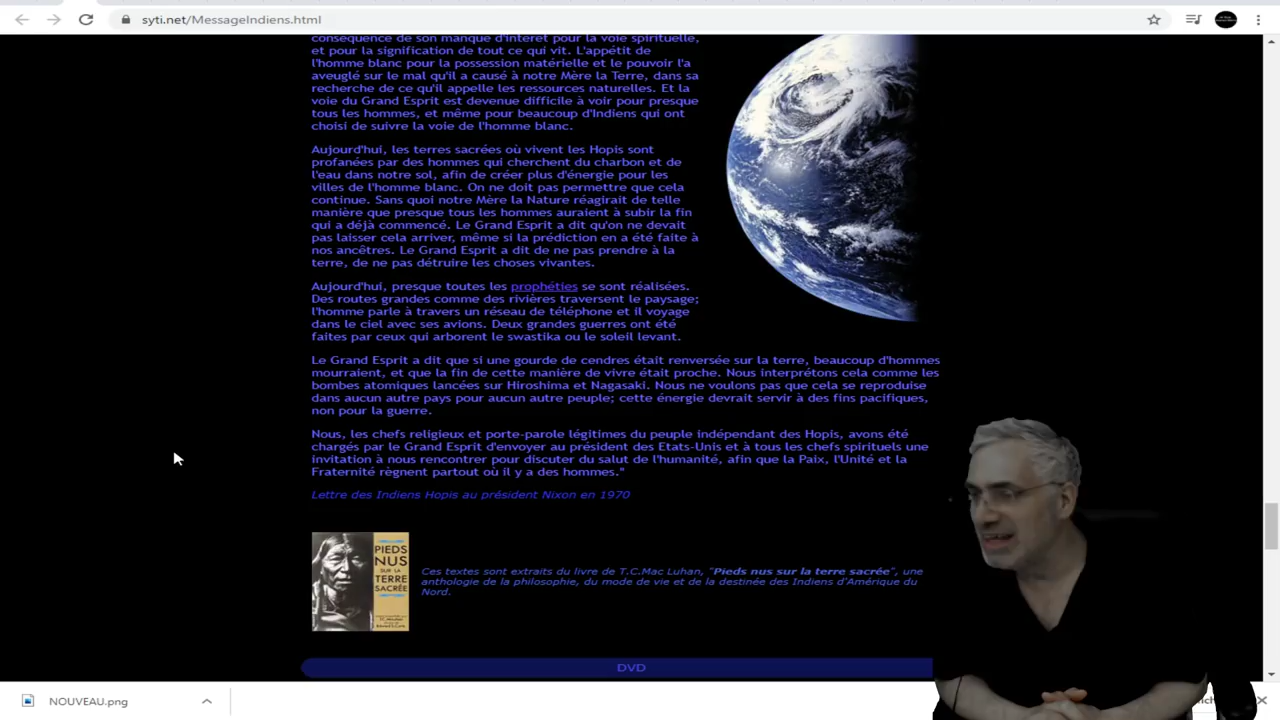 syti.net/MessageIndiens.html
conséquence de son manque d'intérêt pour la voie spirituelle,
et pour la signification de tout ce qui vit. L'appétit de
l'homme blanc pour la possession matérielle et le pouvoir l'a
aveuglé sur le mal qu'il a causé à notre Mère la Terre, dans sa
recherche de ce qu'il appelle les ressources naturelles. Et la
voie du Grand Esprit est devenue difficile à voir pour presque
tous les hommes, et même pour beaucoup d'Indiens qui ont
choisi de suivre la voie de l'homme blanc.
Aujourd'hui, les terres sacrées où vivent les Hopis sont
profanées par des hommes qui cherchent du charbon et de
l'eau dans notre sol, afin de créer plus d'énergie pour les
villes de l'homme blanc. On ne doit pas permettre que cela
continue. Sans quoi notre Mère la Nature réagirait de telle
manière que presque tous les hommes auraient à subir la fin
qui a déjà commencé. Le Grand Esprit a dit qu'on ne devait
pas laisser cela arriver, même si la prédiction en a été faite à
nos ancêtres. Le Grand Esprit a dit de ne pas prendre à la
terre, de ne pas détruire les choses vivantes.
Aujourd'hui, presque toutes les prophéties se sont réalisées.
Des routes grandes comme des rivières traversent le paysage;
l'homme parle à travers un réseau de téléphone et il voyage
dans le ciel avec ses avions. Deux grandes guerres ont été
faites par ceux qui arborent le swastika ou le soleil levant.
Le Grand Esprit a dit que si une gourde de cendres était renversée sur la terre, beaucoup d'hommes
mourraient, et que la fin de cette manière de vivre était proche. Nous interprétons cela comme les
bombes atomiques lancées sur Hiroshima et Nagasaki. Nous ne voulons pas que cela se reproduise
dans aucun autre pays pour aucun autre peuple; cette énergie devrait servir à des fins pacifiques,
non pour la guerre.
Nous, les chefs religieux et porte-parole légitimes du peuple indépendant des Hopis, avons été
chargés par le Grand Esprit d'envoyer au président des Etats-Unis et à tous les chefs spirituels une
invitation à nous rencontrer pour discuter du salut de l'humanité, afin que la Paix, l'Unité et la
Fraternité règnent partout où il y a des hommes."
Lettre des Indiens Hopis au président Nixon en 1970
PIEDS
NUS
SUR LA
TERRE
SACRÉE
Ces textes sont extraits du livre de T.C.Mac Luhan, "Pieds nus sur la terre sacrée", une
anthologie de la philosophie, du mode de vie et de la destinée des Indiens d'Amérique du
Nord.
DVD
NOUVEAU.png